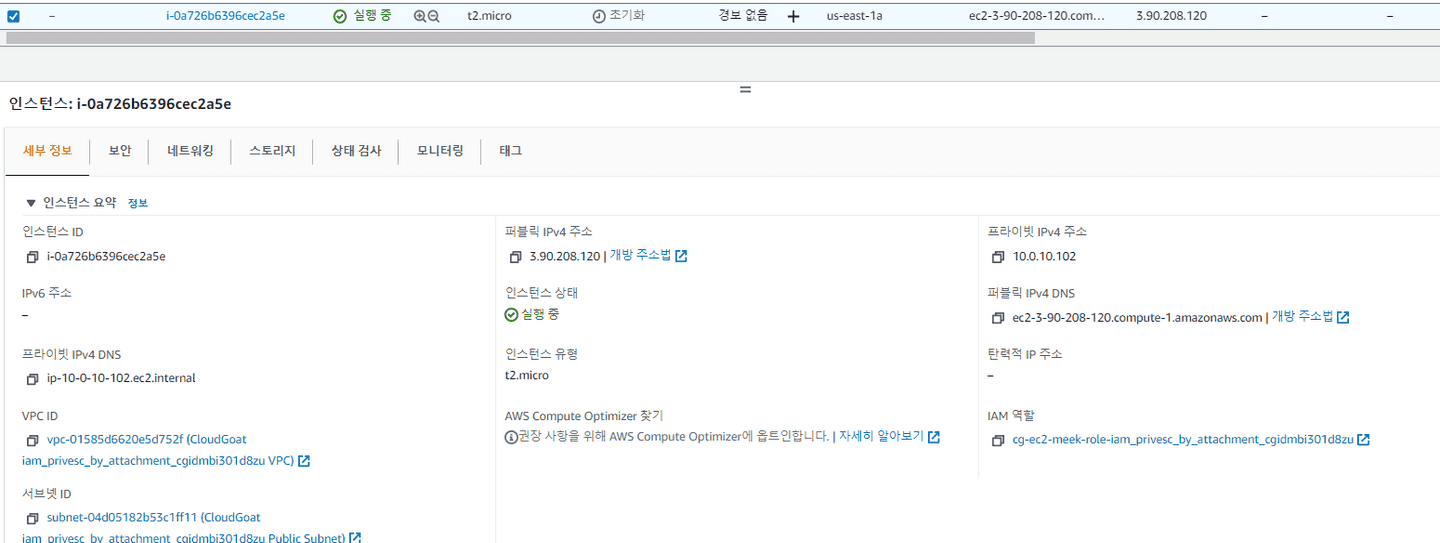 – i-0a726b6396cec2a5e 실행 중 t2.micro 초기화 경보 없음 + us-east-1a ec2-3-90-208-120.com... 3.90.208.120 – –
인스턴스: i-0a726b6396cec2a5e
세부 정보 보안 네트워킹 스토리지 상태 검사 모니터링 태그
▼ 인스턴스 요약 정보
인스턴스 ID
i-0a726b6396cec2a5e
퍼블릭 IPv4 주소
3.90.208.120 | 개방 주소법
프라이빗 IPv4 주소
10.0.10.102
IPv6 주소
–
인스턴스 상태
실행 중
퍼블릭 IPv4 DNS
ec2-3-90-208-120.compute-1.amazonaws.com | 개방 주소법
프라이빗 IPv4 DNS
ip-10-0-10-102.ec2.internal
인스턴스 유형
t2.micro
탄력적 IP 주소
–
VPC ID
vpc-01585d6620e5d752f (CloudGoat
iam_privesc_by_attachment_cgidmbi301d8zu VPC)
AWS Compute Optimizer 찾기
권장 사항을 위해 AWS Compute Optimizer에 옵트인합니다. | 자세히 알아보기
IAM 역할
cg-ec2-meek-role-iam_privesc_by_attachment_cgidmbi301d8zu
서브넷 ID
subnet-04d05182b53c1ff11 (CloudGoat
iam_privesc_by_attachment_cgidmbi301d8zu Public Subnet)